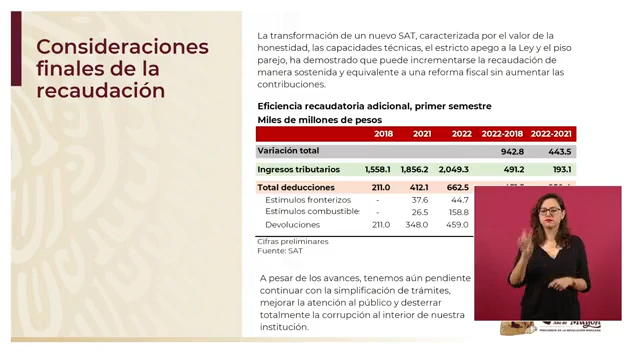 Consideraciones
finales de la
recaudación
La transformación de un nuevo SAT, caracterizada por el valor de la
honestidad, las capacidades técnicas, el estricto apego a la Ley y el piso
parejo, ha demostrado que puede incrementarse la recaudación de
manera sostenida y equivalente a una reforma fiscal sin aumentar las
contribuciones.
Eficiencia recaudatoria adicional, primer semestre
Miles de millones de pesos
2018 2021 2022 2022-2018 2022-2021
Variación total 942.8 443.5
Ingresos tributarios 1,558.1 1,856.2 2,049.3 491.2 193.1
Total deducciones 211.0 412.1 662.5
Estímulos fronterizos - 37.6 44.7
Estímulos combustible - 26.5 158.8
Devoluciones 211.0 348.0 459.0
Cifras preliminares
Fuente: SAT
A pesar de los avances, tenemos aún pendiente
continuar con la simplificación de trámites,
mejorar la atención al público y desterrar
totalmente la corrupción al interior de nuestra
institución.
PRECURSOR DE LA REVOLUCIÓN MEXICANA